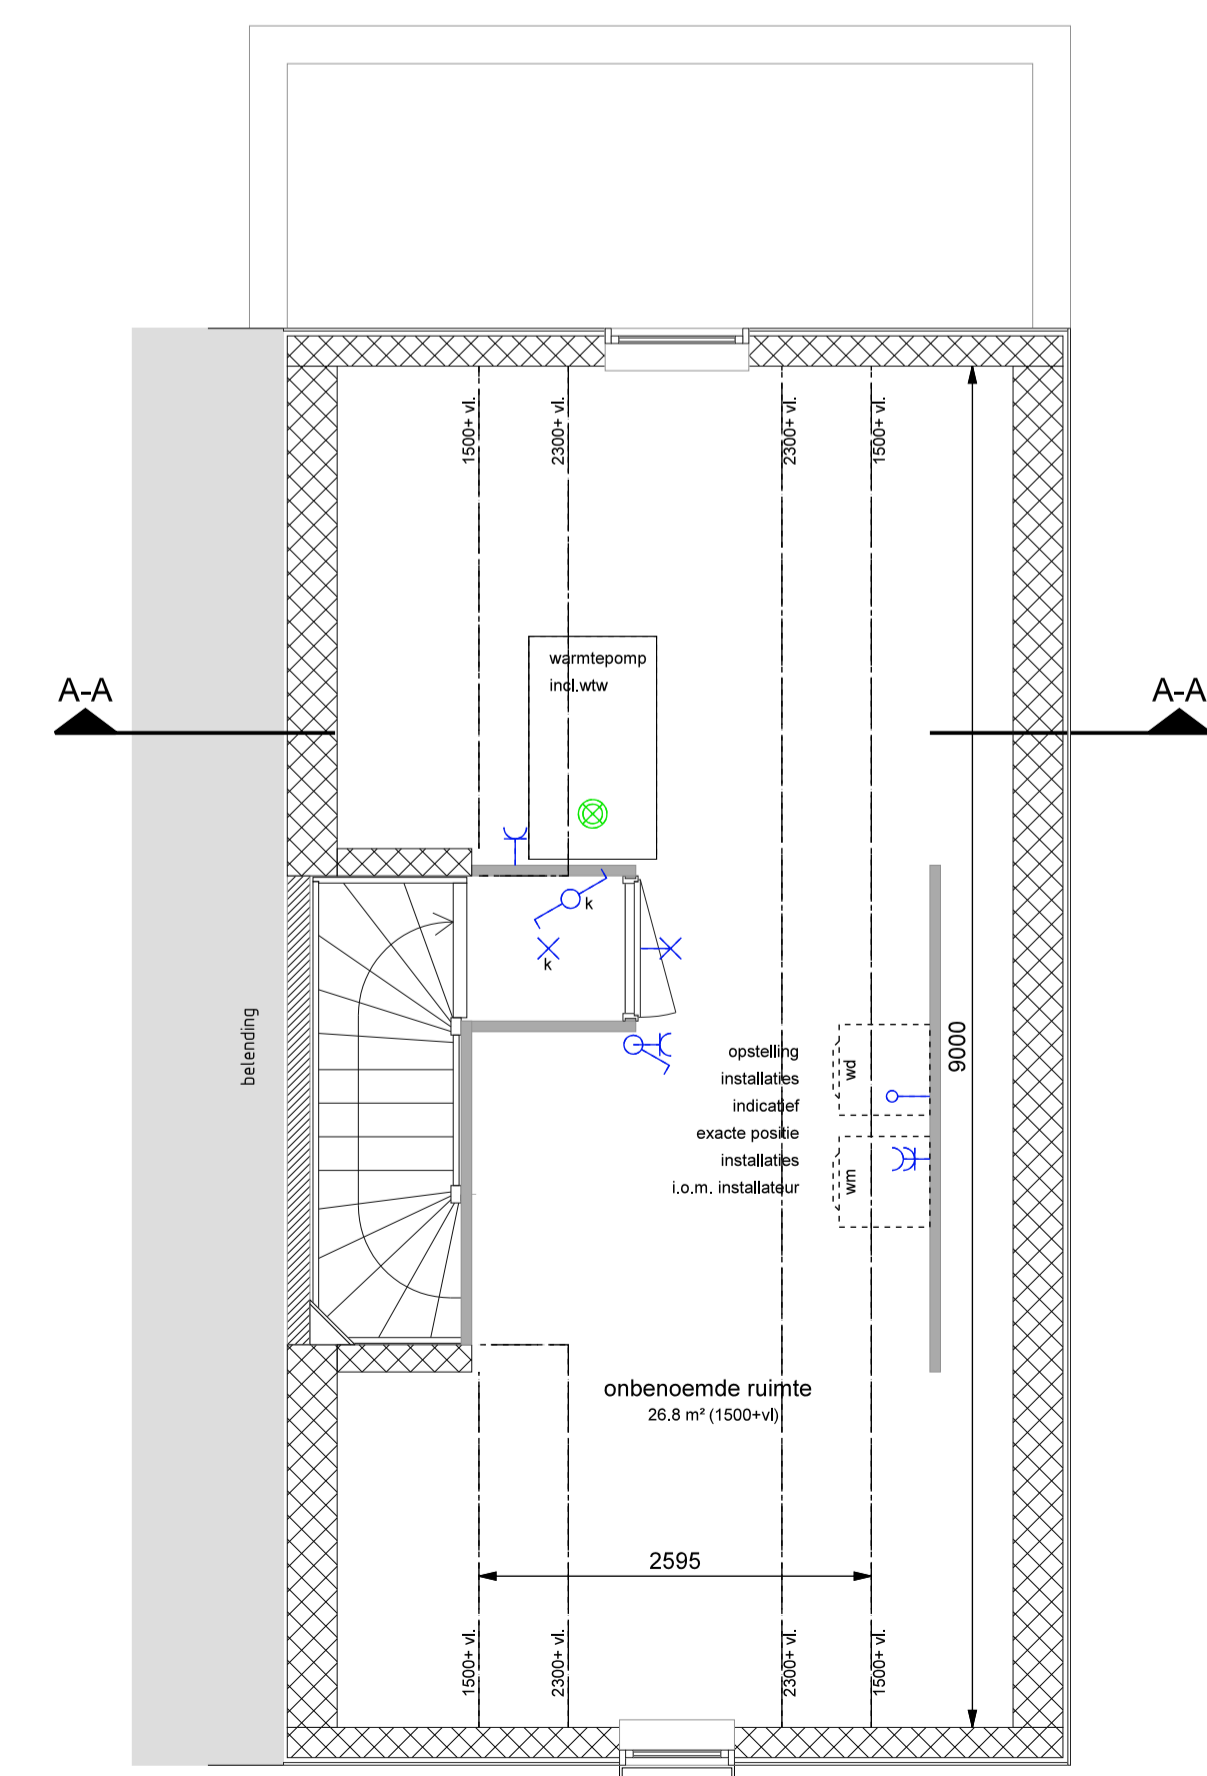 1500+ vl.
2300+ vl.
2300+ vl.
1500+ vl.
warmtepomp
incl.wtw
A-A
A-A
k
k
belending
opstelling
installaties
indicatief
exacte positie
installaties
i.o.m. installateur
wd
wm
9000
onbenoemde ruimte
26.8 m² (1500+vl)
2595
1500+ vl.
2300+ vl.
2300+ vl.
1500+ vl.